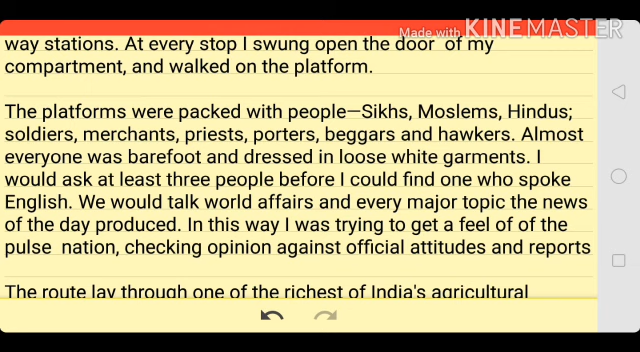 Made with KINEMASTER
way stations. At every stop I swung open the door of my
compartment, and walked on the platform.
The platforms were packed with people—Sikhs, Moslems, Hindus;
soldiers, merchants, priests, porters, beggars and hawkers. Almost
everyone was barefoot and dressed in loose white garments. I
would ask at least three people before I could find one who spoke
English. We would talk world affairs and every major topic the news
of the day produced. In this way I was trying to get a feel of of the
pulse  nation, checking opinion against official attitudes and reports
The route lay through one of the richest of India's agricultural